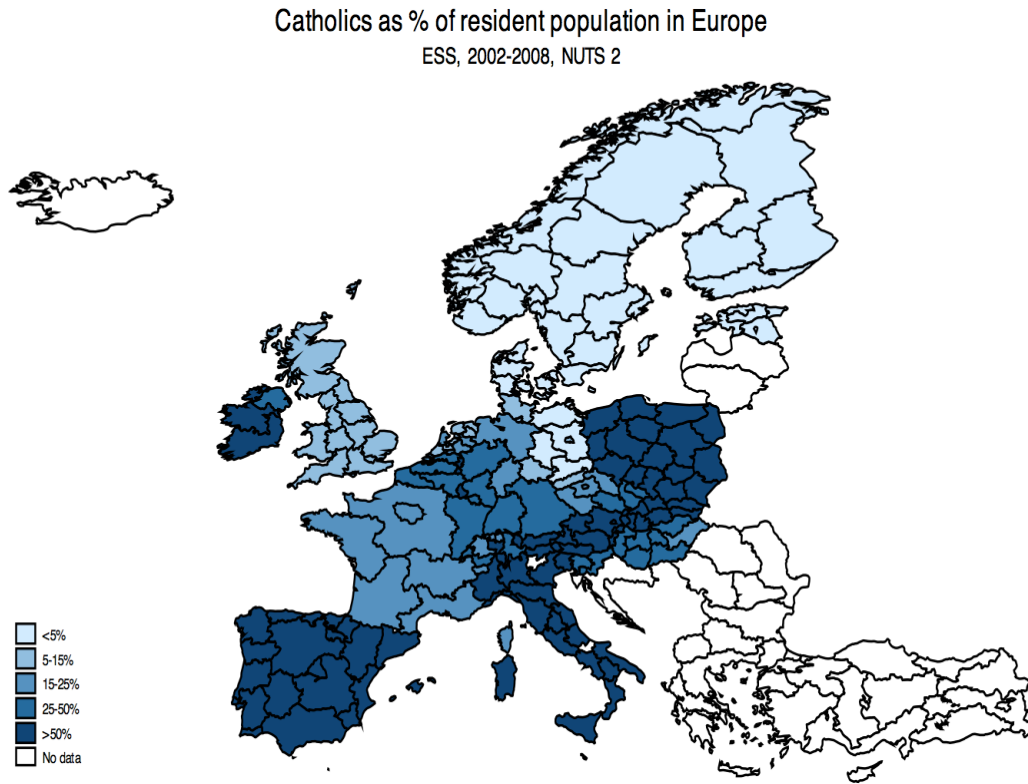 Catholics as % of resident population in Europe
ESS, 2002-2008, NUTS 2
<5%
5-15%
15-25%
25-50%
>50%
No data